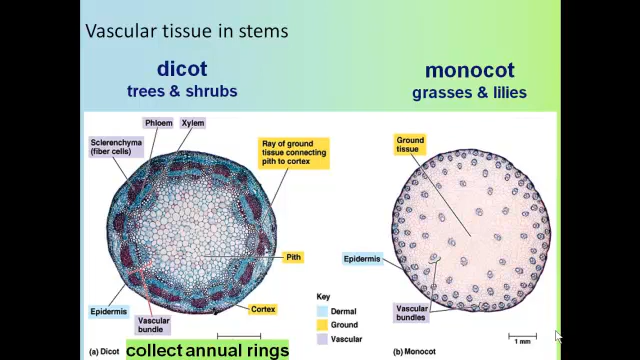 Vascular tissue in stems
dicot
trees & shrubs
monocot
grasses & lilies
Phloem
Xylem
Sclerenchyma
(fiber cells)
Ray of ground
tissue connecting
pith to cortex
Ground
tissue
Pith
Epidermis
Epidermis
Cortex
Vascular
bundle
Key
Dermal
Ground
Vascular
Vascular
bundles
1 mm
(a) Dicot
collect annual rings
(b) Monocot